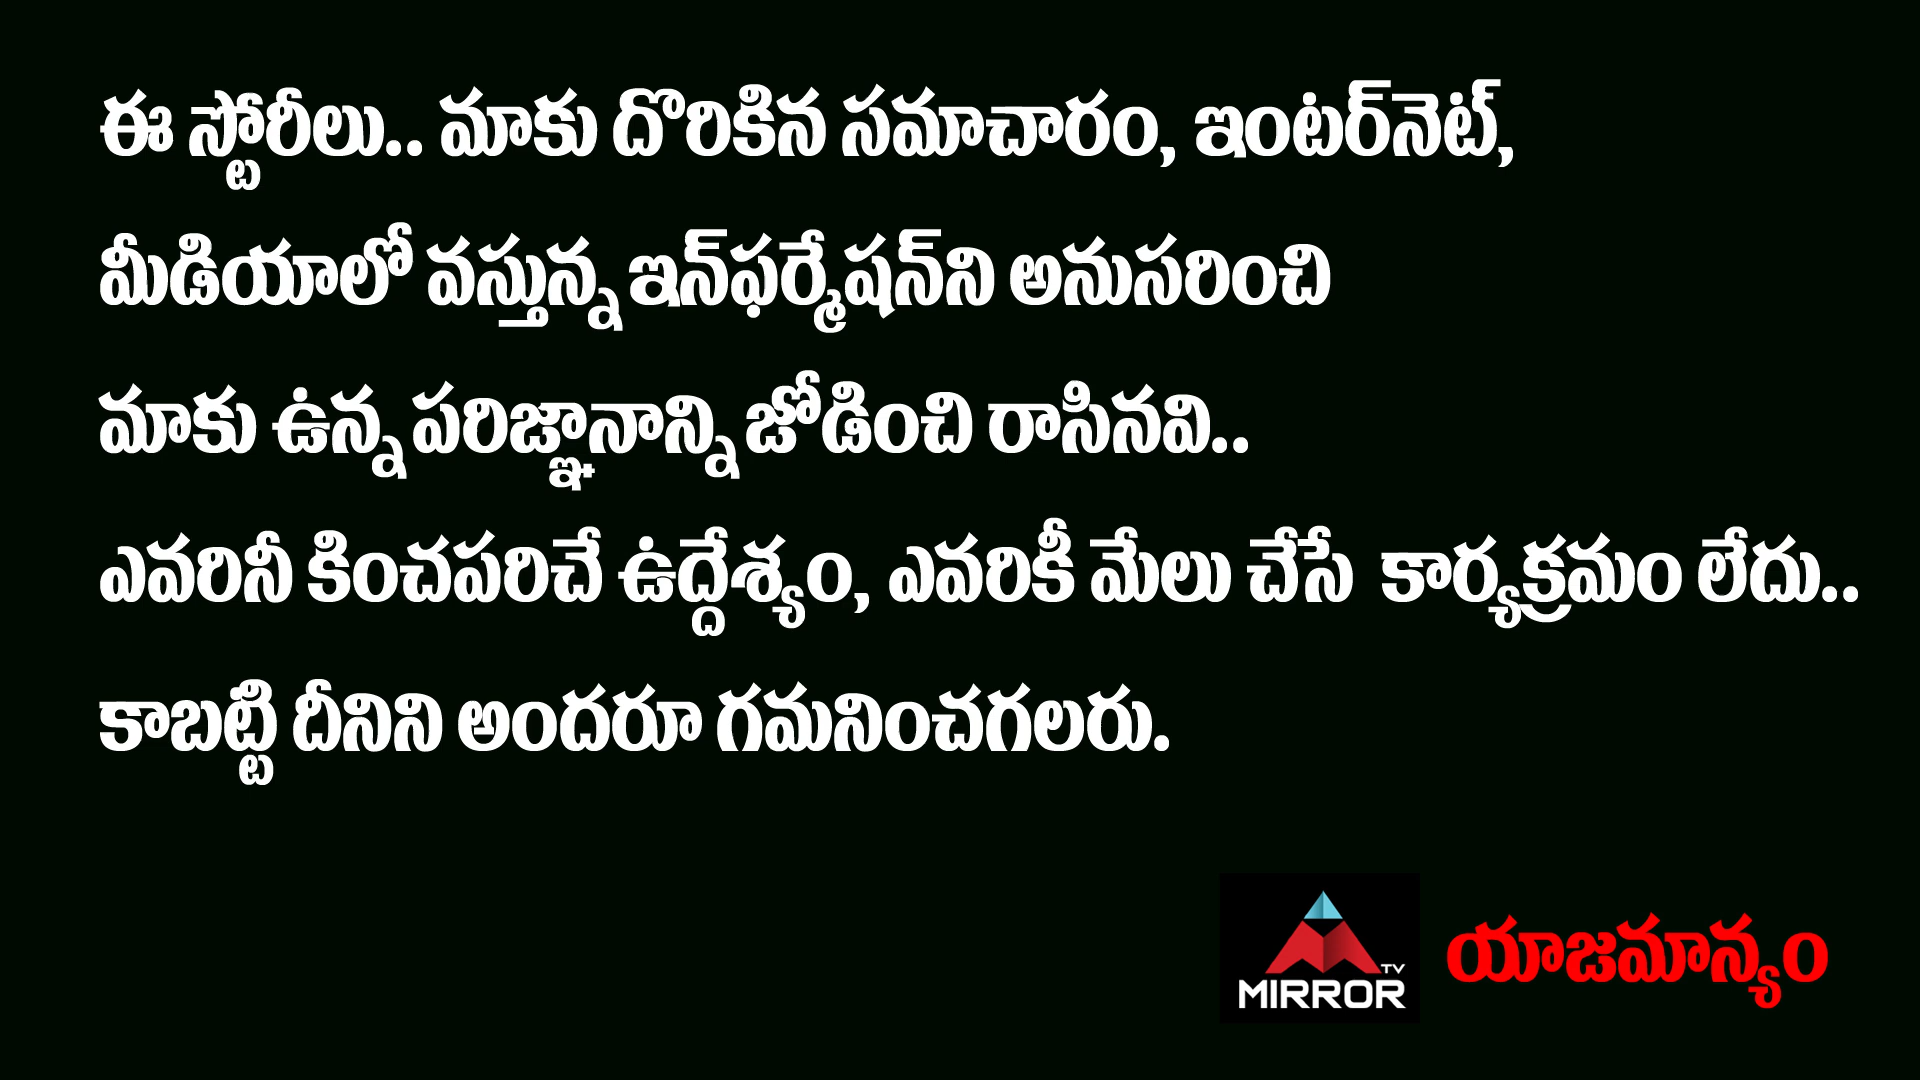 ఈ స్టోరీలు.. మాకు దొరికిన సమాచారం, ఇంటర్‌నెట్,
మీడియాలో వస్తున్న ఇన్‌ఫర్మేషన్‌ని అనుసరించి
మాకు ఉన్న పరిజ్ఞానాన్ని జోడించి రాసినవి..
ఎవరినీ కించపరిచే ఉద్దేశ్యం, ఎవరికీ మేలు చేసే కార్యక్రమం లేదు..
కాబట్టి దీనిని అందరూ గమనించగలరు.
TV
MIRROR
యాజమాన్యం